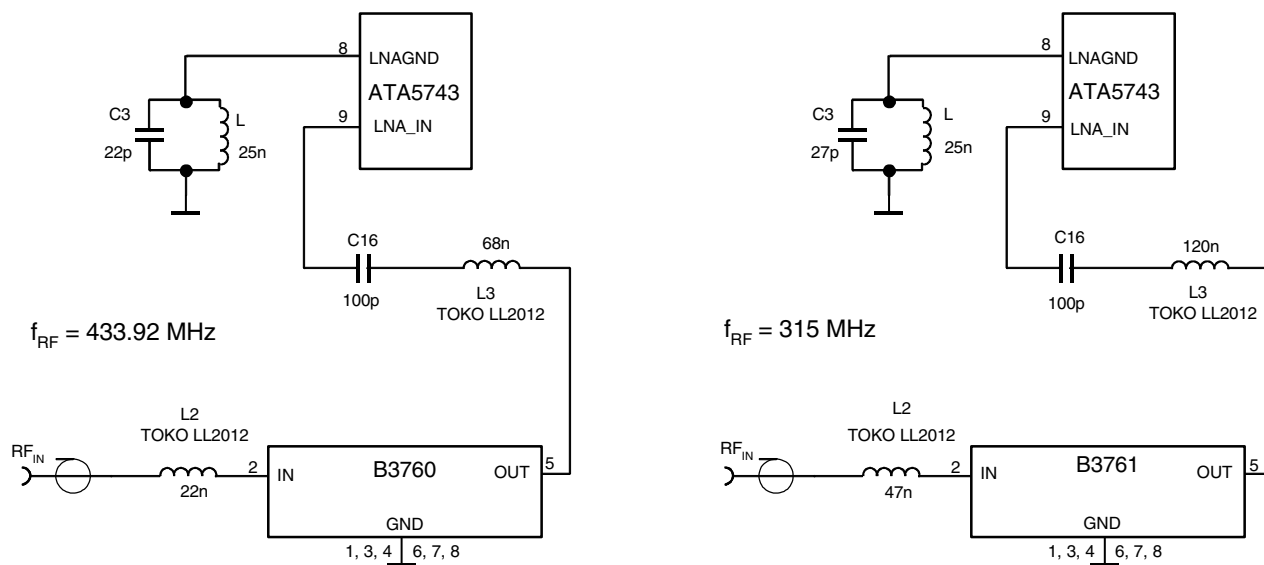 8
LNAGND
ATA5743
C3
L
9
LNA_IN
22p
25n
C16
68n
100p
L3
TOKO LL2012
f_RF = 433.92 MHz
L2
TOKO LL2012
RF_IN
2
IN
B3760
OUT
5
22n
GND
1, 3, 4
6, 7, 8
8
LNAGND
ATA5743
C3
L
9
LNA_IN
27p
25n
C16
120n
100p
L3
TOKO LL2012
f_RF = 315 MHz
L2
TOKO LL2012
RF_IN
2
IN
B3761
OUT
5
47n
GND
1, 3, 4
6, 7, 8